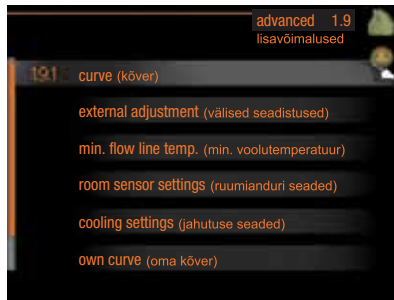 advanced 1.9
lisavõimalused
1.9.1 curve (kõver)
external adjustment (välised seadistused)
min. flow line temp. (min. voolutemperatuur)
room sensor settings (ruumianduri seaded)
cooling settings (jahutuse seaded)
own curve (oma kõver)